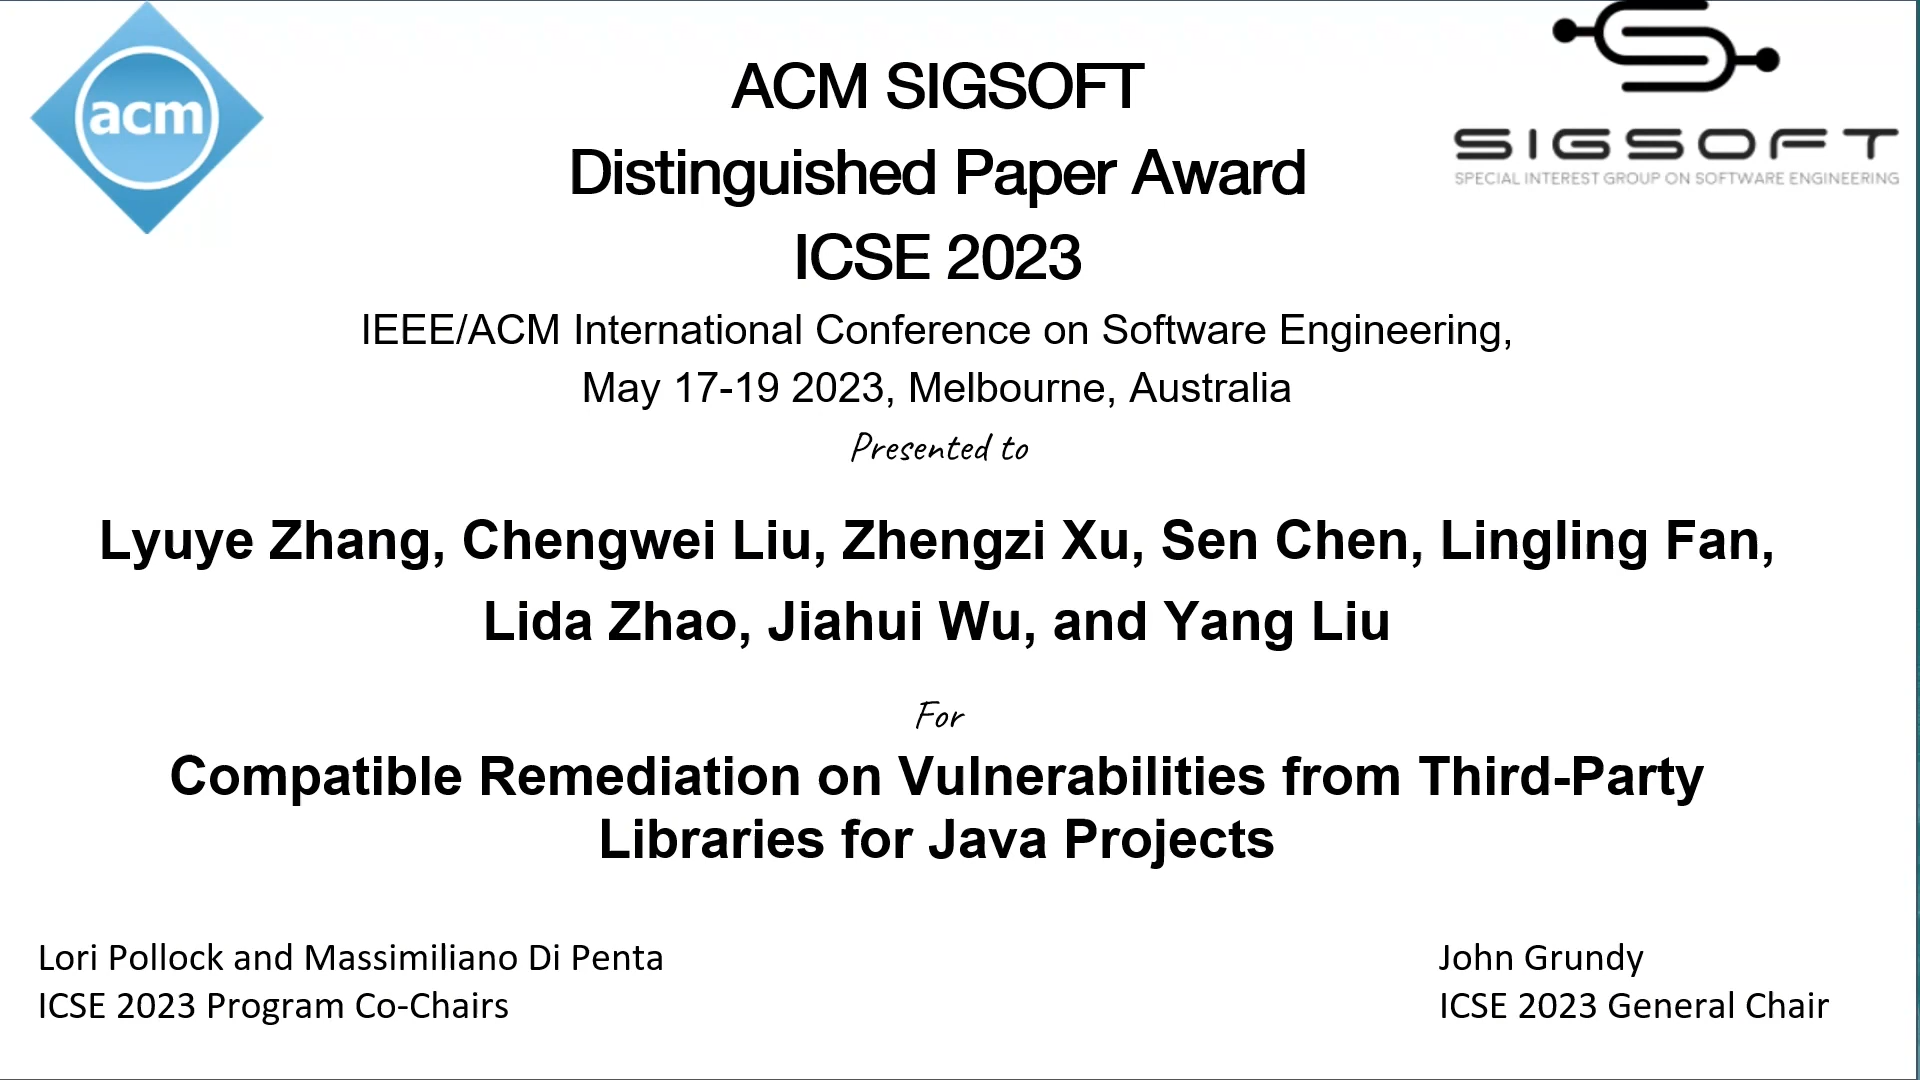 acm
SIGSOFT
SPECIAL INTEREST GROUP ON SOFTWARE ENGINEERING
ACM SIGSOFT
Distinguished Paper Award
ICSE 2023
IEEE/ACM International Conference on Software Engineering,
May 17-19 2023, Melbourne, Australia
Presented to
Lyuye Zhang, Chengwei Liu, Zhengzi Xu, Sen Chen, Lingling Fan,
Lida Zhao, Jiahui Wu, and Yang Liu
For
Compatible Remediation on Vulnerabilities from Third-Party
Libraries for Java Projects
Lori Pollock and Massimiliano Di Penta
ICSE 2023 Program Co-Chairs
John Grundy
ICSE 2023 General Chair